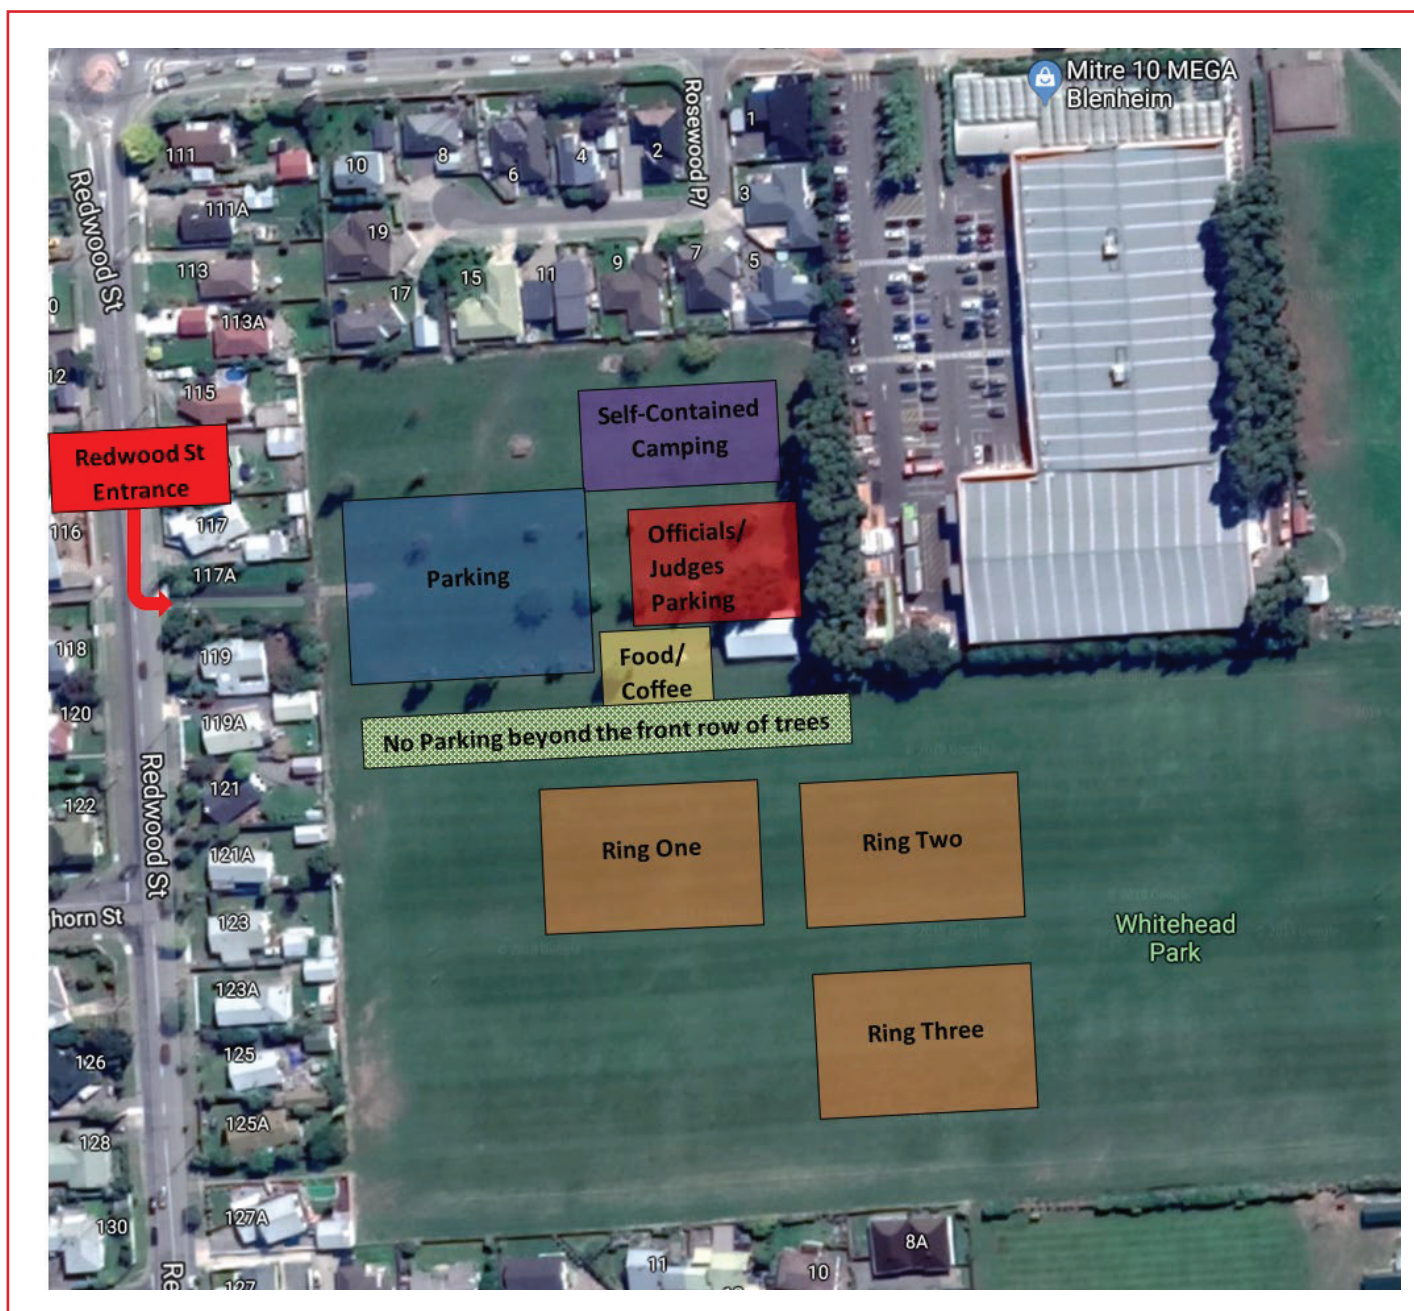 Mitre 10 MEGA
Blenheim
Rosewood Pl
Redwood St
1
2
4
6
8
10
111
111A
3
19
113
15
11
9
7
5
17
113A
12
115
Self-Contained
Camping
Redwood St
Entrance
116
117
Officials/
Judges
Parking
Parking
117A
118
119
Food/
Coffee
120
119A
No Parking beyond the front row of trees
Redwood St
122
121
Ring One
Ring Two
121A
horn St
123
Whitehead
Park
123A
Ring Three
125
126
125A
128
127A
130
8A
11
10
Re
127